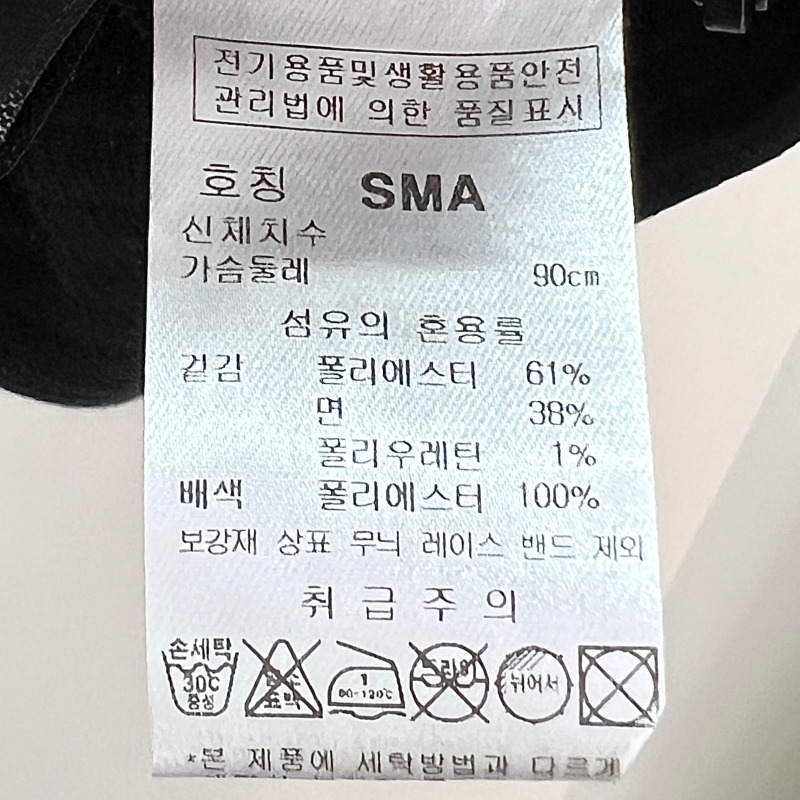 전기용품및생활용품안전
관리법에 의한 품질표시
호칭 SMA
신체치수
가슴둘레 90cm
섬유의 혼용률
겉감 폴리에스터 61%
면 38%
폴리우레탄 1%
배색 폴리에스터 100%
보강재 상표 무늬 레이스 밴드 제외
취급주의
손세탁
30℃
중성
표백
1
80~120℃
드라이
뉘어서
*본 제품에 세탁방법과 다르게